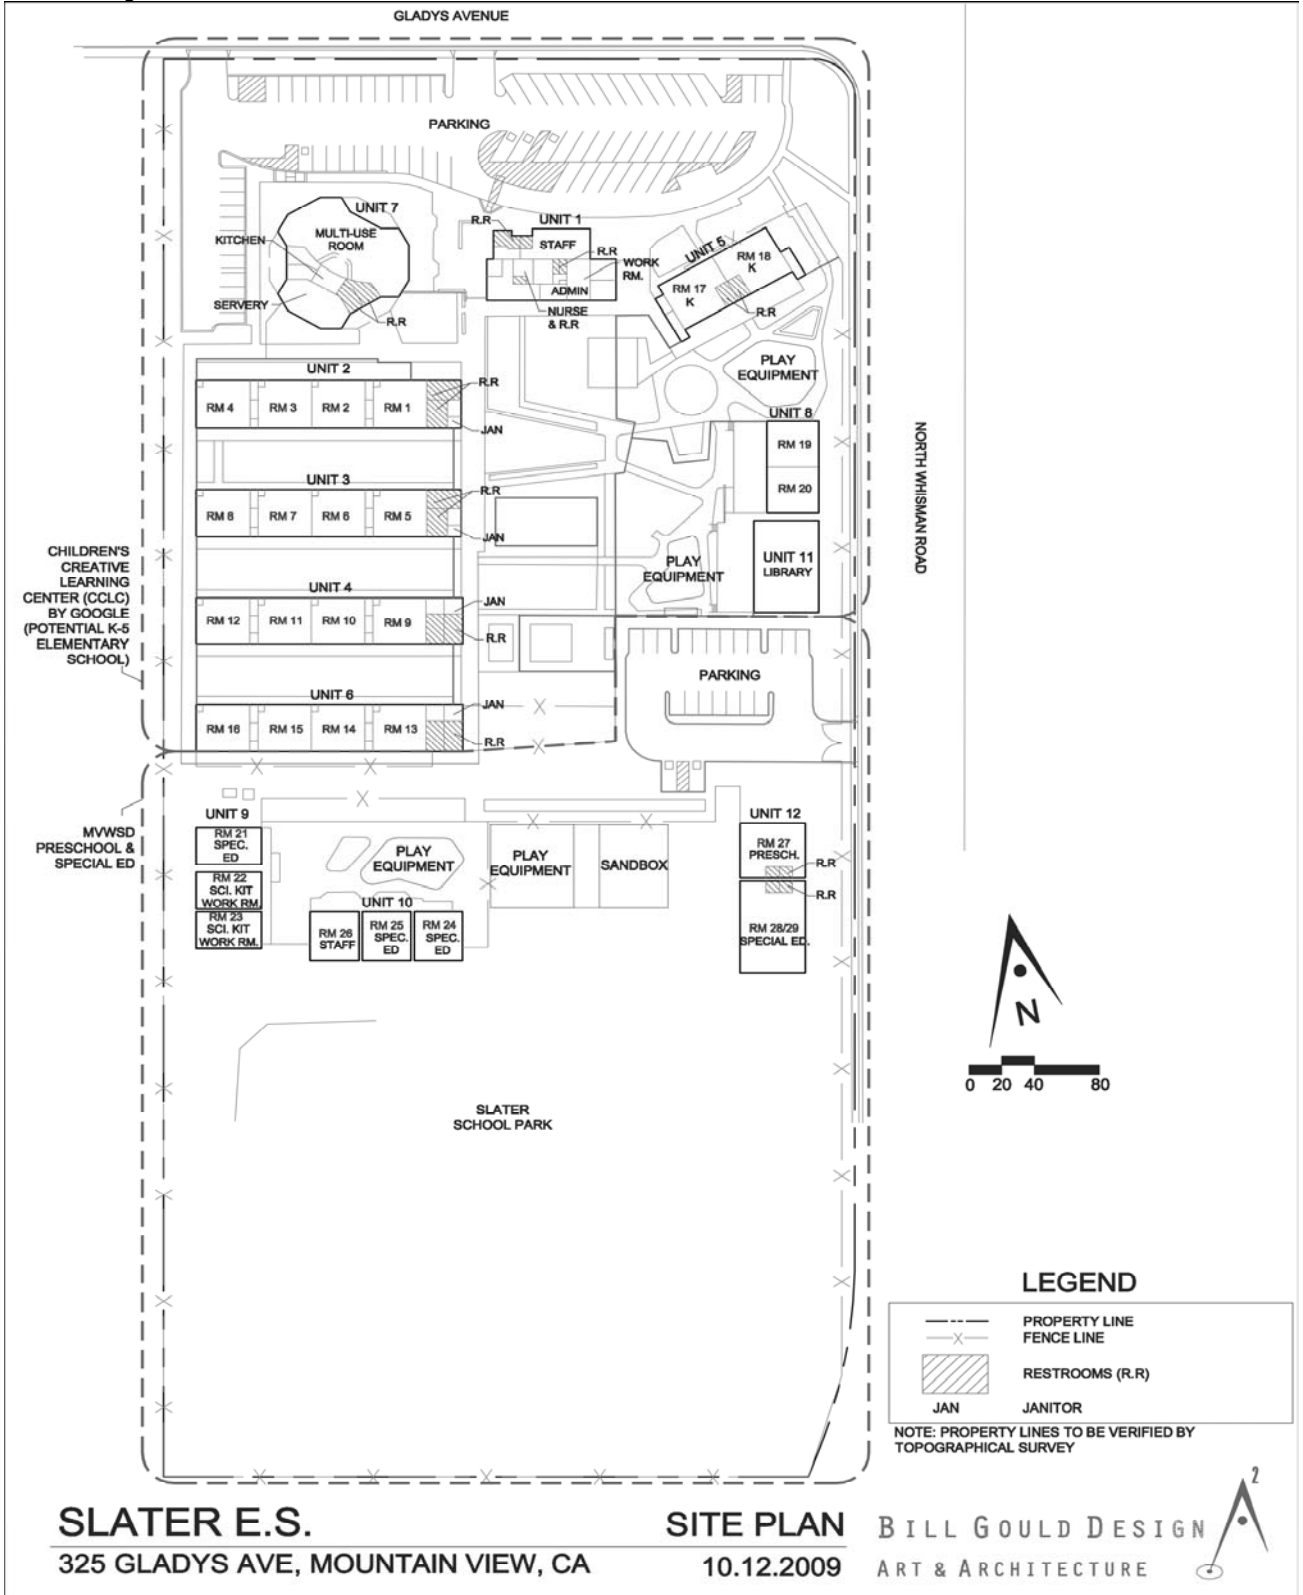 GLADYS AVENUE
PARKING
UNIT 7
MULTI-USE
ROOM
KITCHEN
SERVERY
R.R
R.R
UNIT 1
STAFF
R.R
WORK
RM.
ADMIN
NURSE
& R.R
UNIT 5
RM 18
K
RM 17
K
R.R
PLAY
EQUIPMENT
UNIT 2
RM 4
RM 3
RM 2
RM 1
R.R
JAN
UNIT 8
RM 19
RM 20
NORTH WHISMAN ROAD
UNIT 3
RM 8
RM 7
RM 6
RM 5
R.R
JAN
UNIT 11
LIBRARY
PLAY
EQUIPMENT
CHILDREN'S
CREATIVE
LEARNING
CENTER (CCLC)
BY GOOGLE
(POTENTIAL K-5
ELEMENTARY
SCHOOL)
UNIT 4
RM 12
RM 11
RM 10
RM 9
JAN
R.R
PARKING
UNIT 6
RM 16
RM 15
RM 14
RM 13
JAN
R.R
MVWSD
PRESCHOOL &
SPECIAL ED
UNIT 9
RM 21
SPEC.
ED
RM 22
SCI. KIT
WORK RM.
RM 23
SCI. KIT
WORK RM.
PLAY
EQUIPMENT
PLAY
EQUIPMENT
SANDBOX
UNIT 10
RM 26
STAFF
RM 25
SPEC.
ED
RM 24
SPEC.
ED
UNIT 12
RM 27
PRESCH.
R.R
R.R
RM 28/29
SPECIAL ED.
N
0 20 40 80
SLATER
SCHOOL PARK
LEGEND
PROPERTY LINE
FENCE LINE
RESTROOMS (R.R)
JAN JANITOR
NOTE: PROPERTY LINES TO BE VERIFIED BY
TOPOGRAPHICAL SURVEY
SLATER E.S.
325 GLADYS AVE, MOUNTAIN VIEW, CA
SITE PLAN
10.12.2009
BILL GOULD DESIGN
ART & ARCHITECTURE
A2